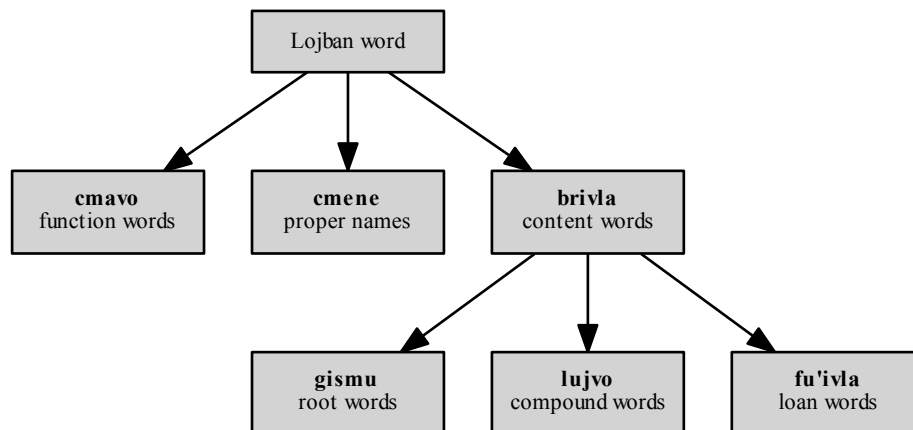 Lojban word
cmavo
function words
cmene
proper names
brivla
content words
gismu
root words
lujvo
compound words
fu'ivla
loan words